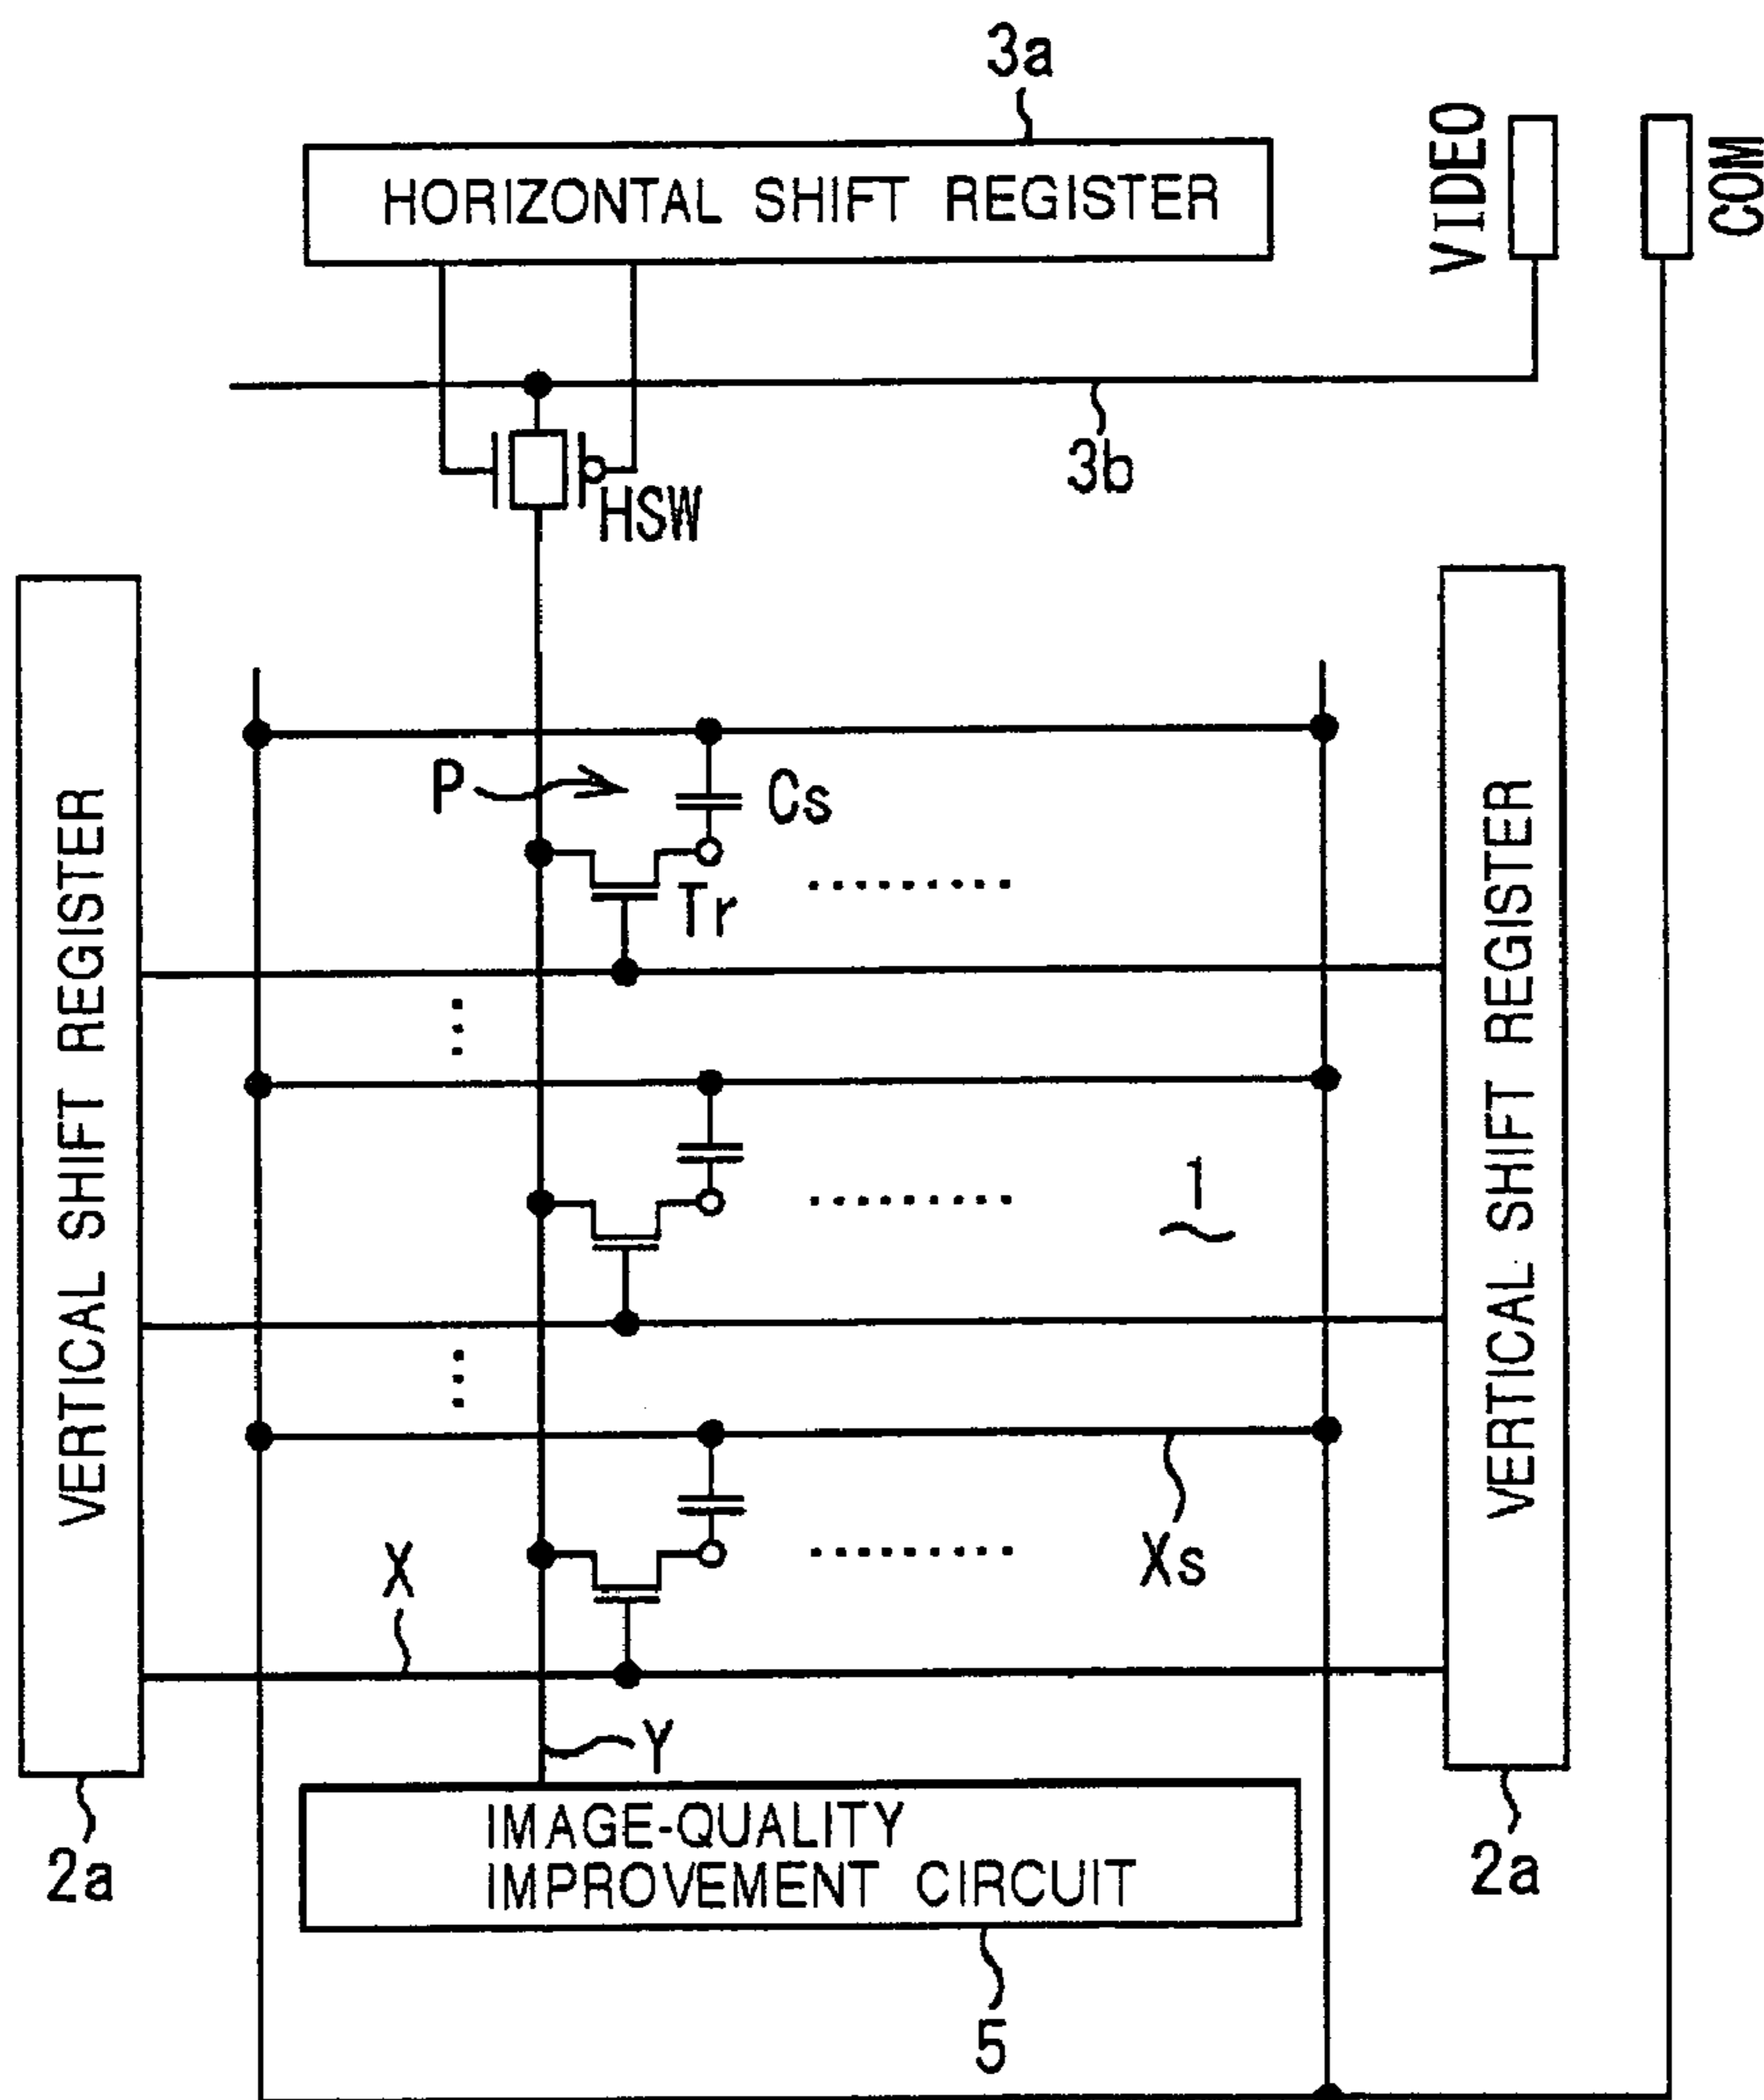 3a
HORIZONTAL SHIFT REGISTER
VIDEO
COM
3b
HSW
P
Cs
Tr
VERTICAL SHIFT REGISTER
VERTICAL SHIFT REGISTER
1
Xs
X
Y
IMAGE-QUALITY
IMPROVEMENT CIRCUIT
2a
2a
5